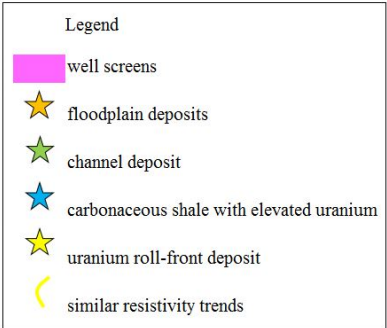 Legend
well screens
floodplain deposits
channel deposit
carbonaceous shale with elevated uranium
uranium roll-front deposit
similar resistivity trends